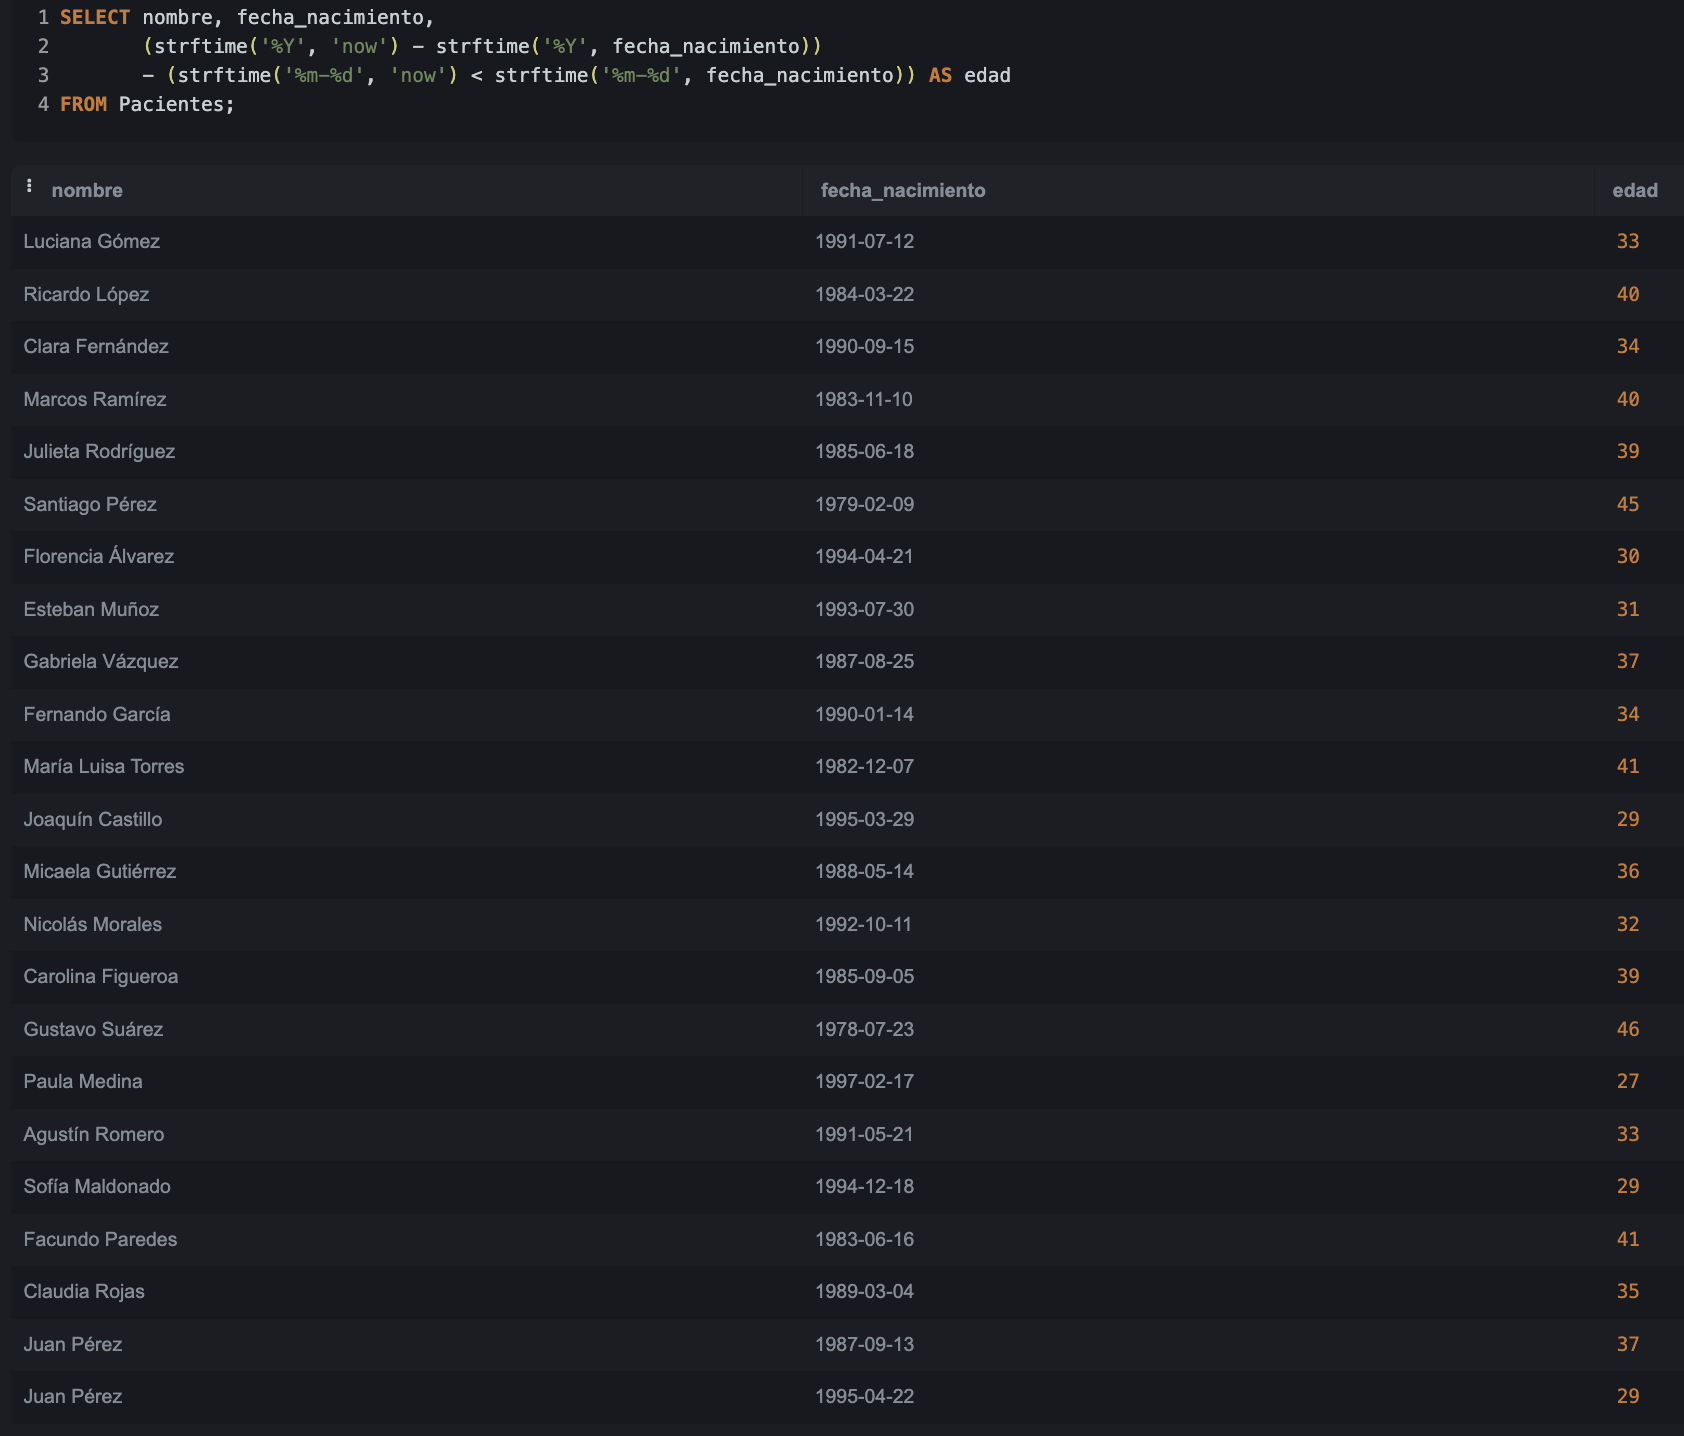 1 SELECT nombre, fecha_nacimiento,
2        (strftime('%Y', 'now') - strftime('%Y', fecha_nacimiento))
3        - (strftime('%m-%d', 'now') < strftime('%m-%d', fecha_nacimiento)) AS edad
4 FROM Pacientes;
nombre fecha_nacimiento edad
Luciana Gómez 1991-07-12 33
Ricardo López 1984-03-22 40
Clara Fernández 1990-09-15 34
Marcos Ramírez 1983-11-10 40
Julieta Rodríguez 1985-06-18 39
Santiago Pérez 1979-02-09 45
Florencia Álvarez 1994-04-21 30
Esteban Muñoz 1993-07-30 31
Gabriela Vázquez 1987-08-25 37
Fernando García 1990-01-14 34
María Luisa Torres 1982-12-07 41
Joaquín Castillo 1995-03-29 29
Micaela Gutiérrez 1988-05-14 36
Nicolás Morales 1992-10-11 32
Carolina Figueroa 1985-09-05 39
Gustavo Suárez 1978-07-23 46
Paula Medina 1997-02-17 27
Agustín Romero 1991-05-21 33
Sofía Maldonado 1994-12-18 29
Facundo Paredes 1983-06-16 41
Claudia Rojas 1989-03-04 35
Juan Pérez 1987-09-13 37
Juan Pérez 1995-04-22 29